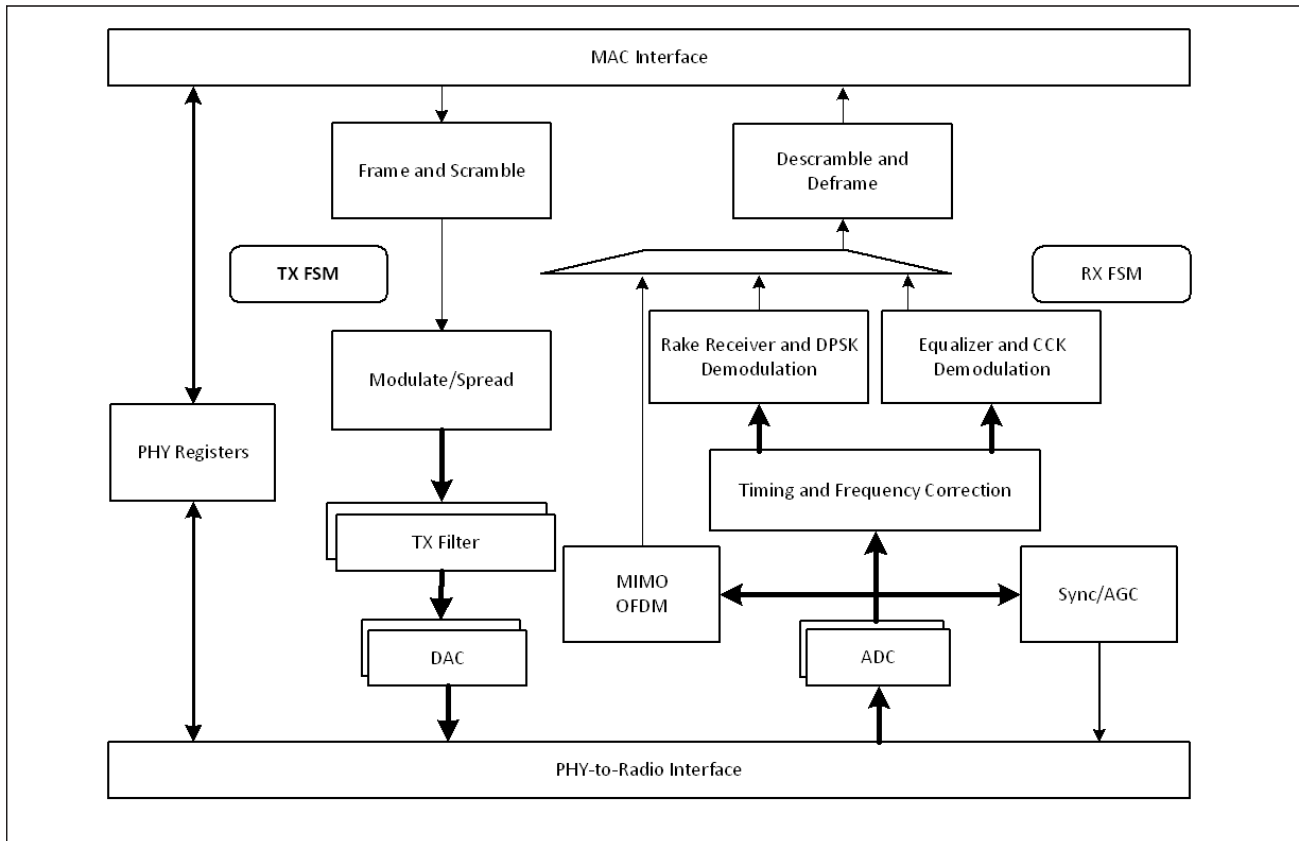 MAC Interface
Frame and Scramble
Descramble and
Deframe
TX FSM
RX FSM
Modulate/Spread
Rake Receiver and DPSK
Demodulation
Equalizer and CCK
Demodulation
PHY Registers
Timing and Frequency Correction
TX Filter
MIMO
OFDM
Sync/AGC
DAC
ADC
PHY-to-Radio Interface